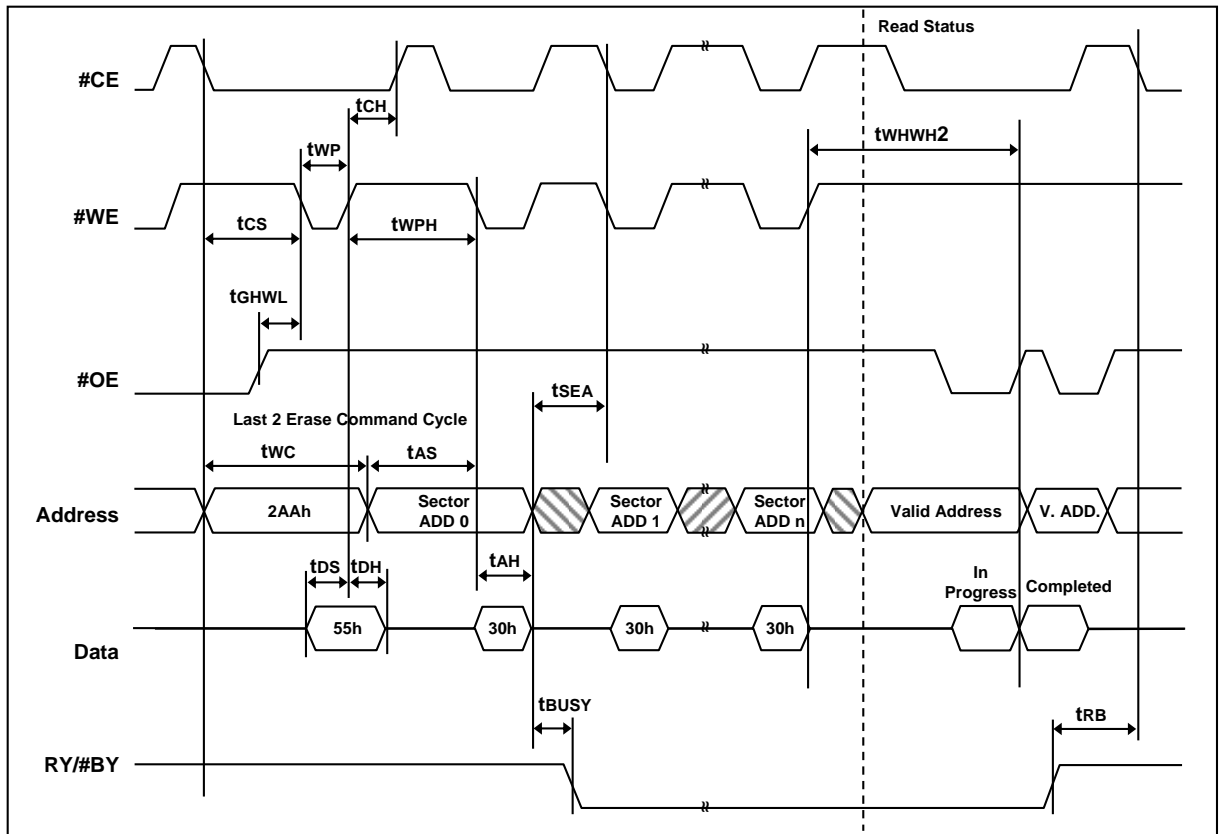 Read Status
#CE
tCH
tWHWH2
tWP
#WE
tCS
tWPH
tGHWL
#OE
tSEA
Last 2 Erase Command Cycle
tWC
tAS
Address
2AAh
Sector ADD 0
Sector ADD 1
Sector ADD n
Valid Address
V. ADD.
tDS
tDH
tAH
In Progress
Completed
55h
30h
30h
30h
Data
tBUSY
tRB
RY/#BY